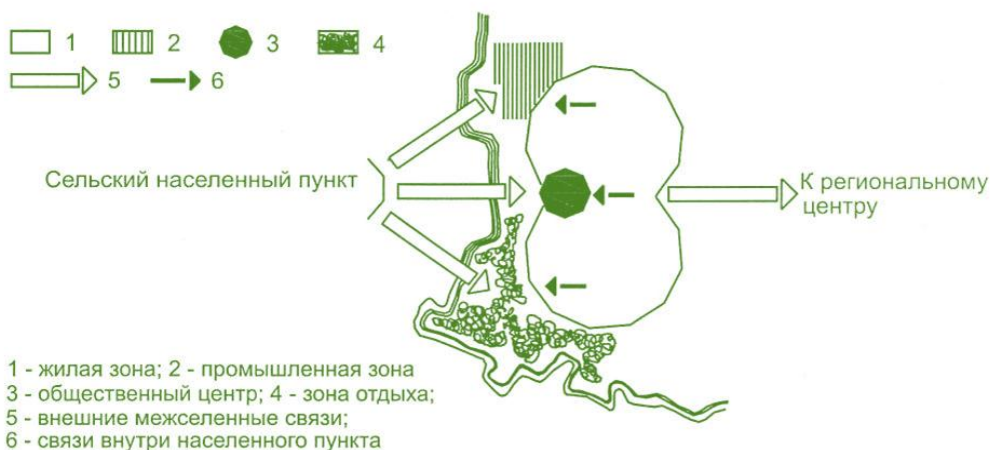 1 2 3 4
5 6
Сельский населенный пункт
К региональному
центру
1 - жилая зона; 2 - промышленная зона
3 - общественный центр; 4 - зона отдыха;
5 - внешние межселенные связи;
6 - связи внутри населенного пункта